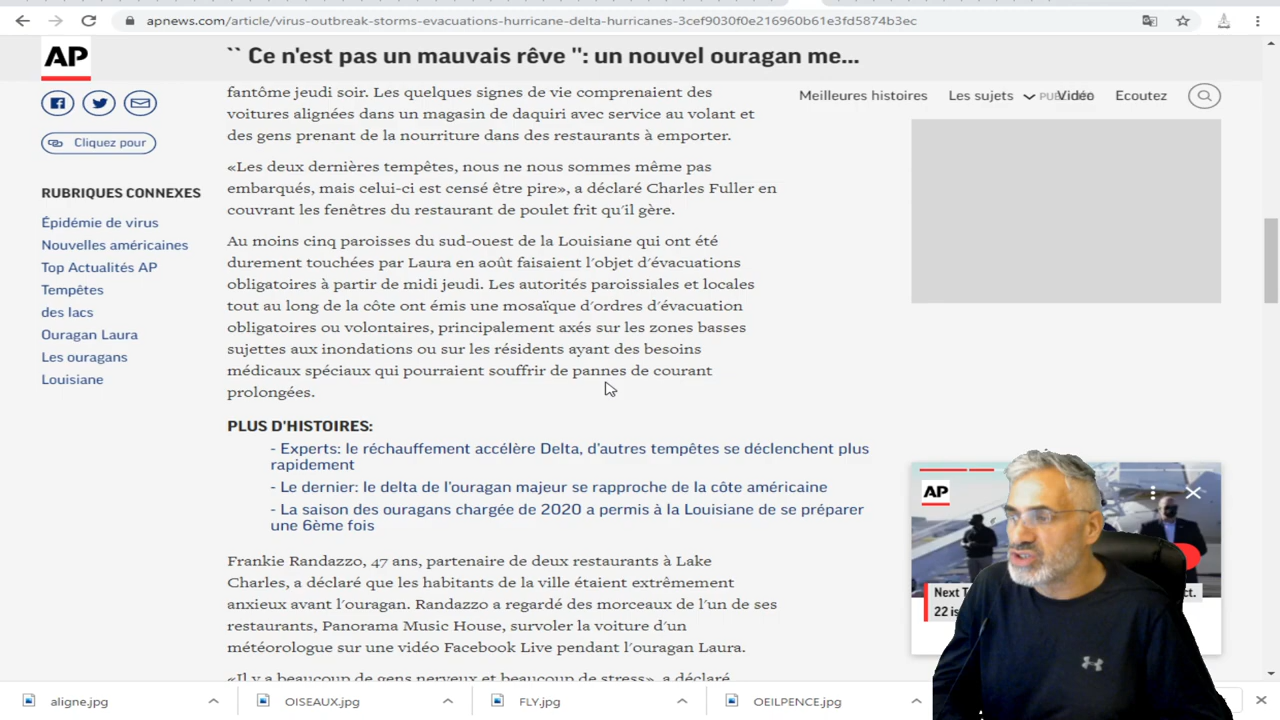 apnews.com/article/virus-outbreak-storms-evacuations-hurricane-delta-hurricanes-3cef9030f0e216960b61e3fd5874b3ec
AP
`` Ce n'est pas un mauvais rêve '': un nouvel ouragan me...
Meilleures histoires
Les sujets
Vidéo
Ecoutez
Cliquez pour
RUBRIQUES CONNEXES
Épidémie de virus
Nouvelles américaines
Top Actualités AP
Tempêtes
des lacs
Ouragan Laura
Les ouragans
Louisiane
fantôme jeudi soir. Les quelques signes de vie comprenaient des
voitures alignées dans un magasin de daquiri avec service au volant et
des gens prenant de la nourriture dans des restaurants à emporter.
«Les deux dernières tempêtes, nous ne nous sommes même pas
embarqués, mais celui-ci est censé être pire», a déclaré Charles Fuller en
couvrant les fenêtres du restaurant de poulet frit qu'il gère.
Au moins cinq paroisses du sud-ouest de la Louisiane qui ont été
durement touchées par Laura en août faisaient l'objet d'évacuations
obligatoires à partir de midi jeudi. Les autorités paroissiales et locales
tout au long de la côte ont émis une mosaïque d'ordres d'évacuation
obligatoires ou volontaires, principalement axés sur les zones basses
sujettes aux inondations ou sur les résidents ayant des besoins
médicaux spéciaux qui pourraient souffrir de pannes de courant
prolongées.
PLUS D'HISTOIRES:
- Experts: le réchauffement accélère Delta, d'autres tempêtes se déclenchent plus
rapidement
- Le dernier: le delta de l'ouragan majeur se rapproche de la côte américaine
- La saison des ouragans chargée de 2020 a permis à la Louisiane de se préparer
une 6ème fois
Frankie Randazzo, 47 ans, partenaire de deux restaurants à Lake
Charles, a déclaré que les habitants de la ville étaient extrêmement
anxieux avant l'ouragan. Randazzo a regardé des morceaux de l'un de ses
restaurants, Panorama Music House, survoler la voiture d'un
météorologue sur une vidéo Facebook Live pendant l'ouragan Laura.
«Il y a beaucoup de gens nerveux et beaucoup de stress», a déclaré
AP
Next
22 is
ct.
aligne.jpg
OISEAUX.jpg
FLY.jpg
OEILPENCE.jpg